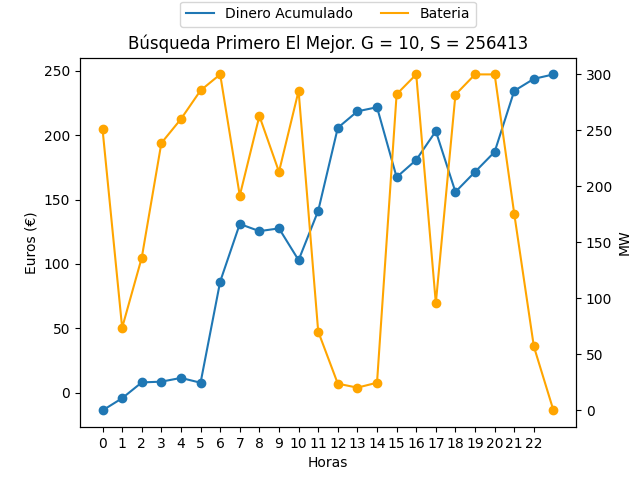 Dinero Acumulado Bateria
Búsqueda Primero El Mejor. G = 10, S = 256413
250
200
150
100
50
0
Euros (€)
300
250
200
150
100
50
0
MW
0 1 2 3 4 5 6 7 8 9 10 11 12 13 14 15 16 17 18 19 20 21 22
Horas